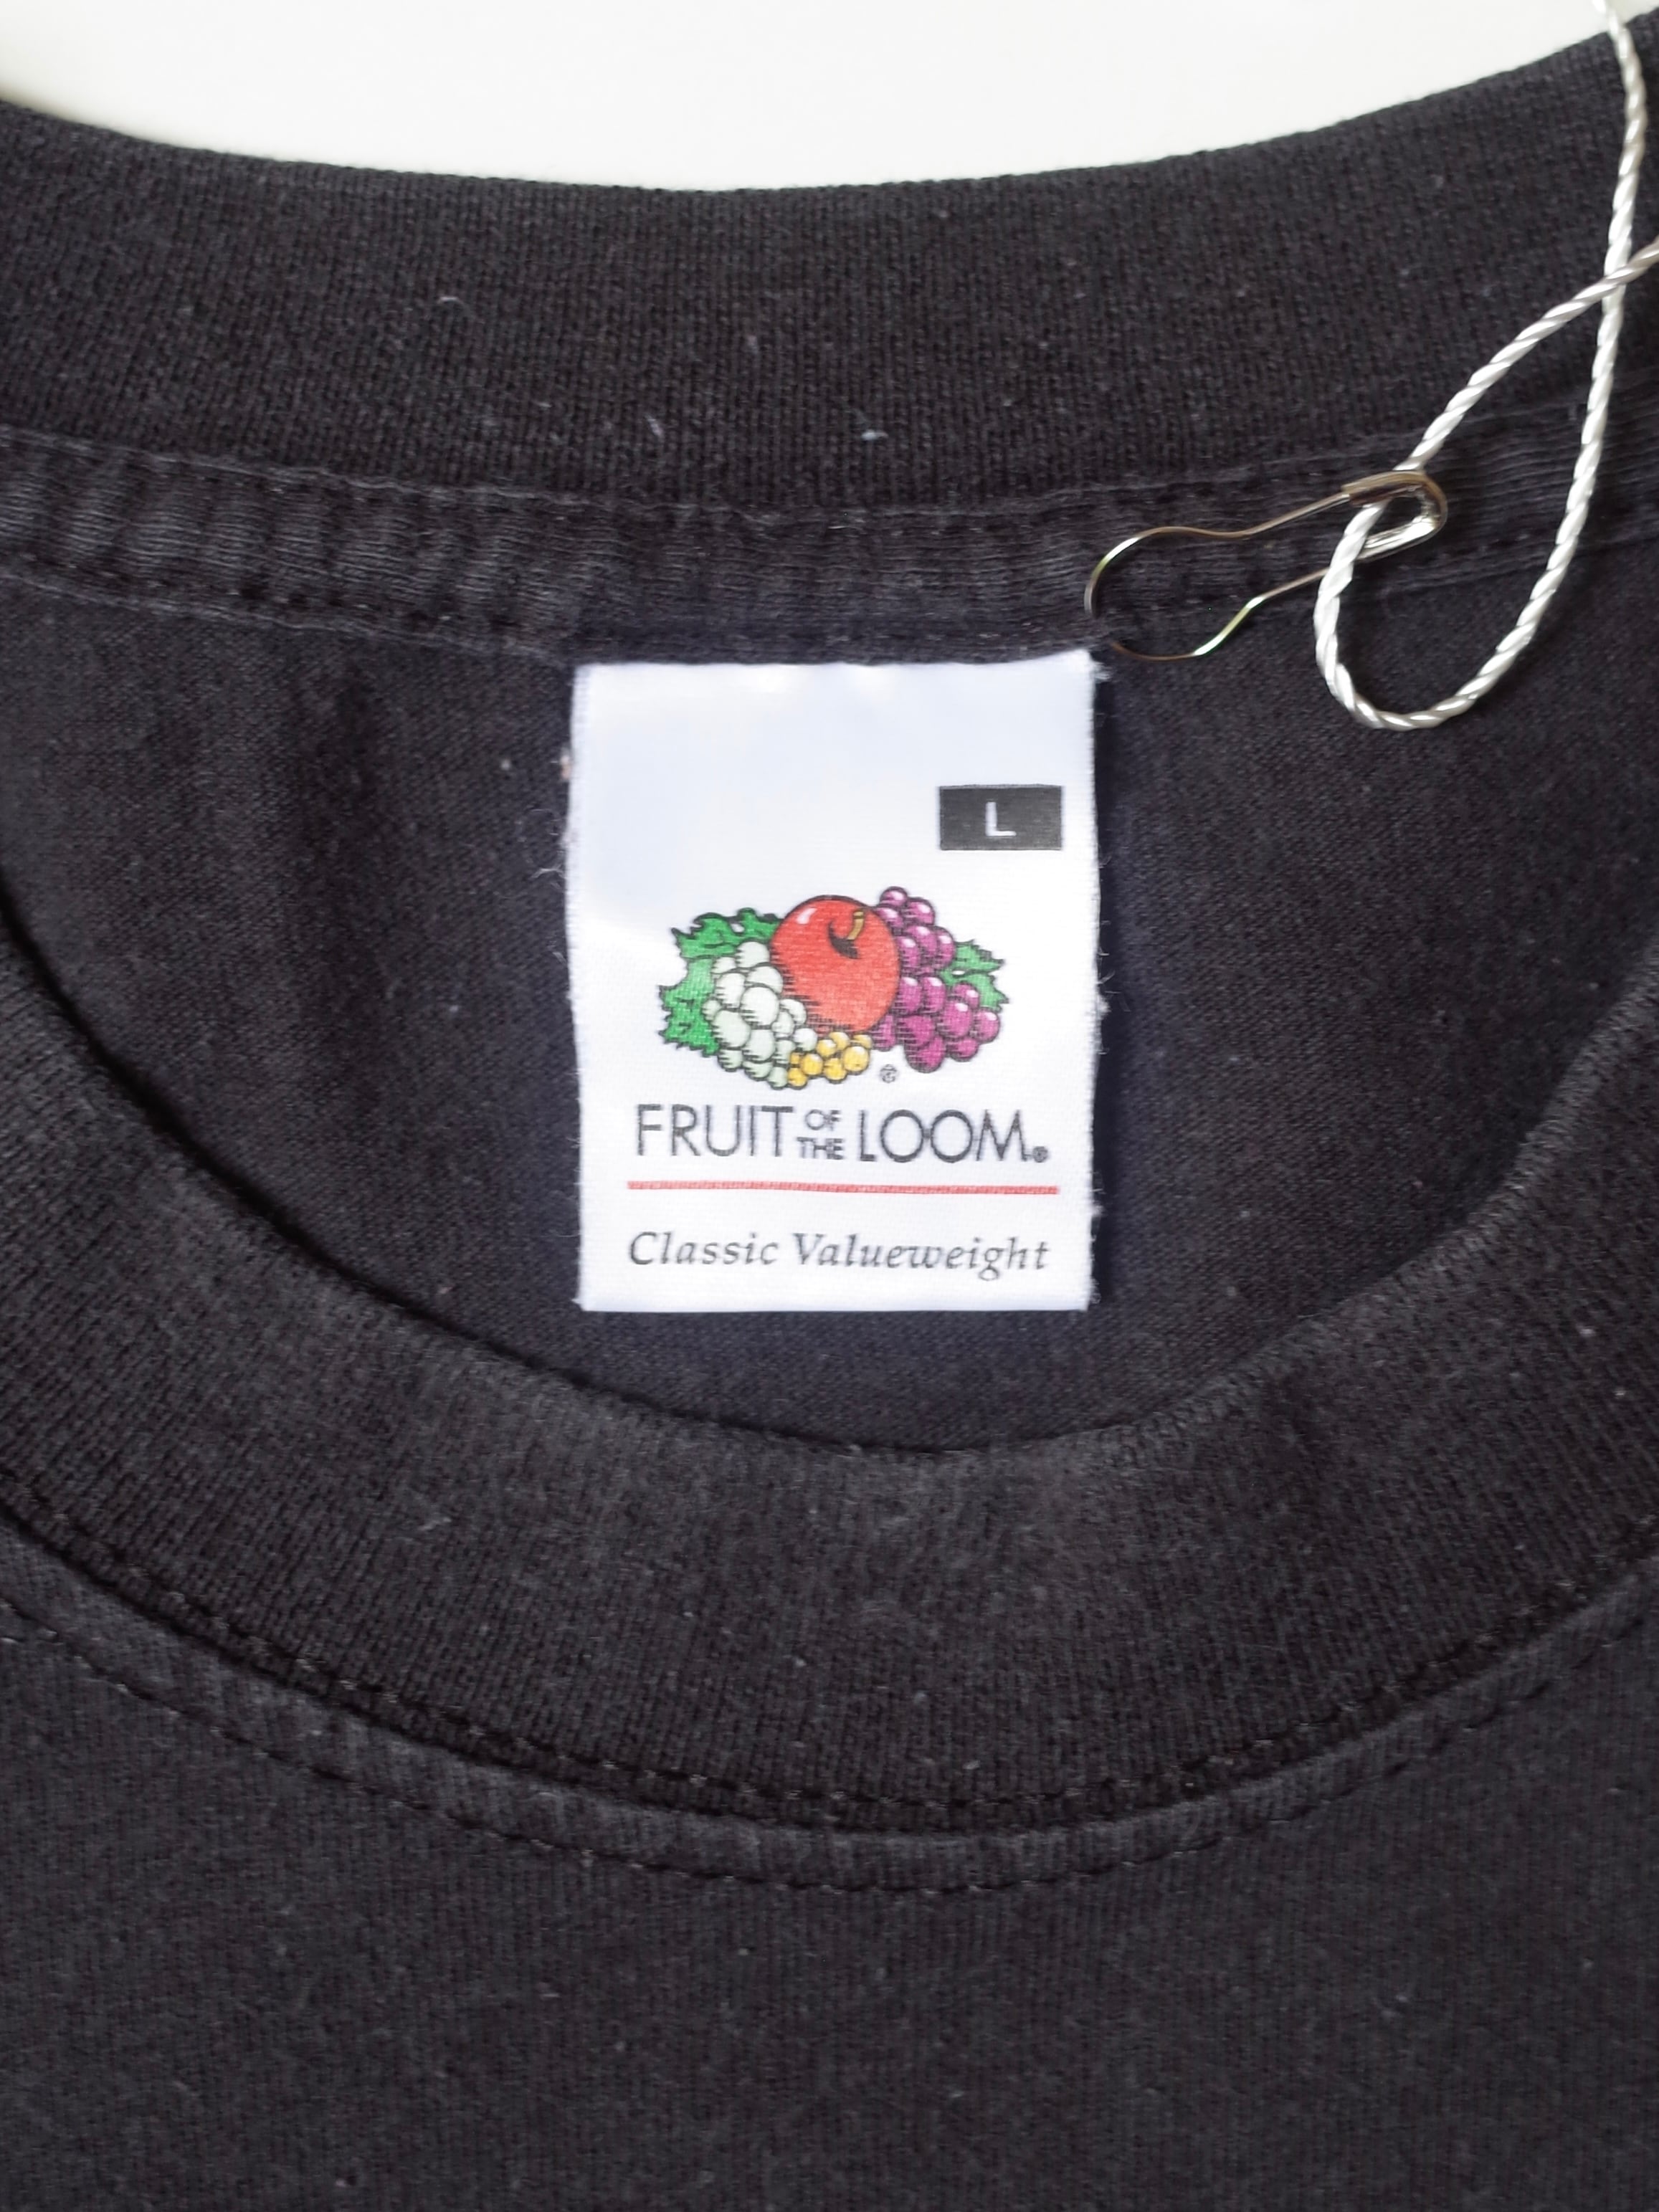 L
®
FRUIT OF THE LOOM®
Classic Valueweight